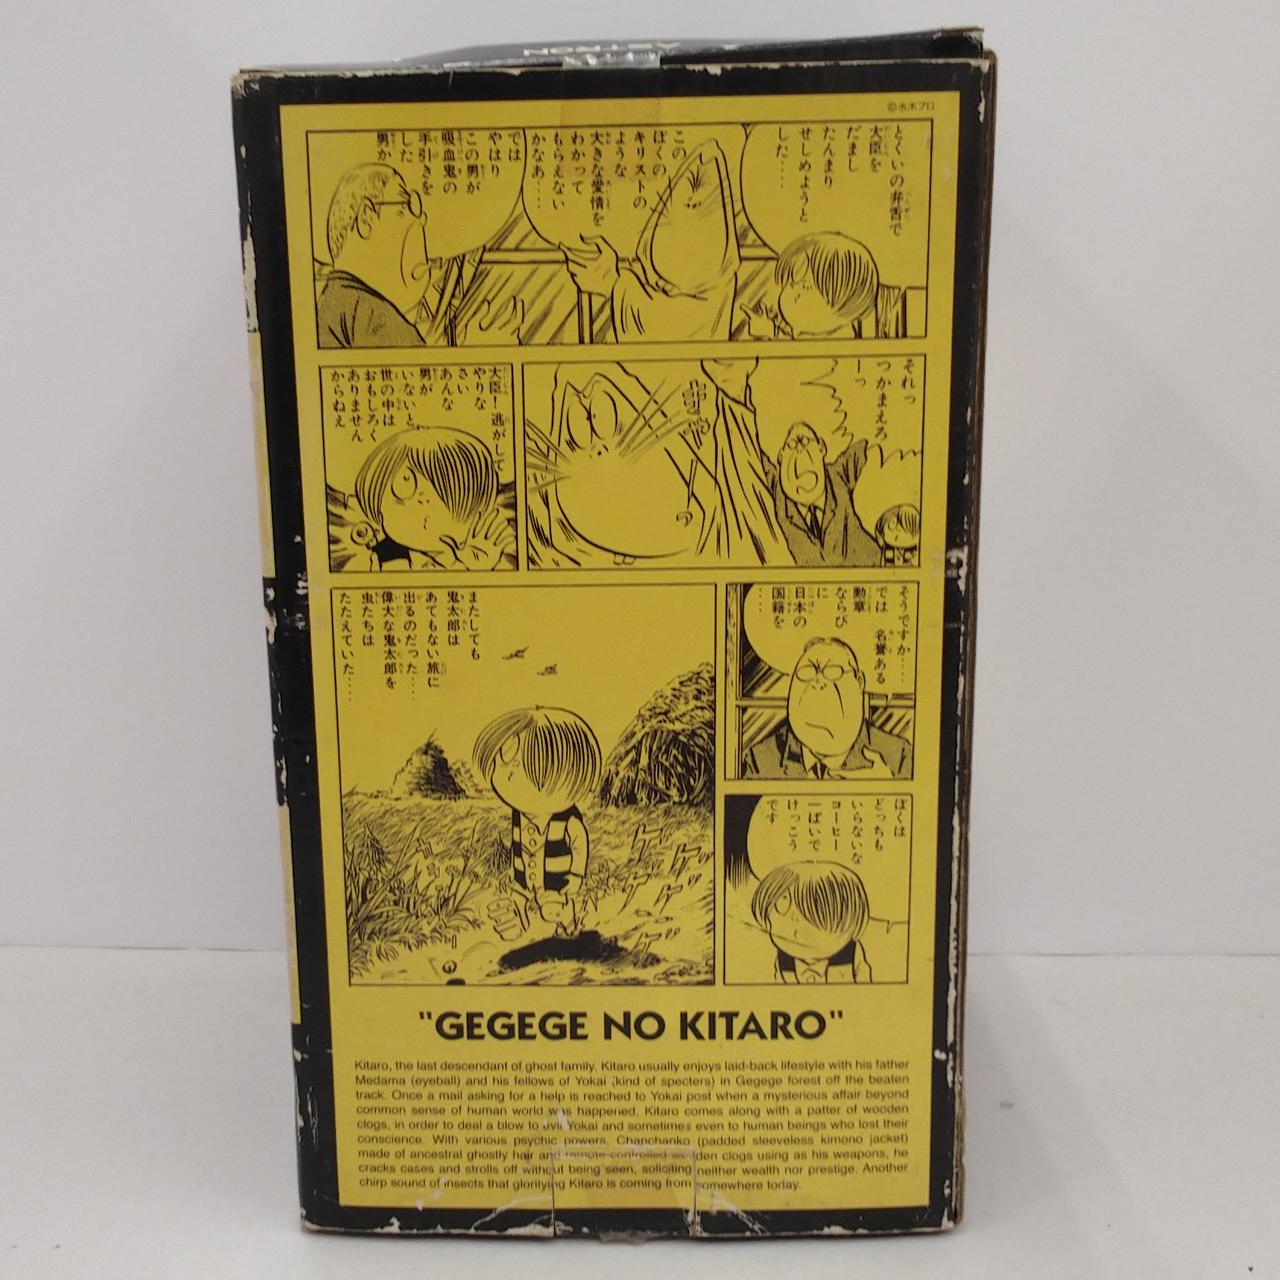 ASTRON
©水木プロ
とくいの弁舌で
大臣を
だまし
たんまり
せしめようと
した‥‥
この
ぼくの
キリストの
ような
大きな愛情を
わかって
もらえない
かなあ‥‥
では
やはり
この男が
吸血鬼の
手引きを
した
男か
それっ
つかまえろ
ーっ
ギャ
大臣!逃がして
やりな
さい
あんな
男が
いないと
世の中は
おもしろく
ありません
からねえ
そうですか‥‥
では 名誉ある
勲章
ならび
に
日本の
国籍を
‥‥
ぼくは
どっちも
いらないな
コーヒー
一ぱいで
けっこう
です
またしても
鬼太郎は
あてもない旅に
出るのだった‥‥
偉大な鬼太郎を
虫たちは
たたえていた‥‥
ゲゲ
ゲゲ
ゲゲ
ゲ
"GEGEGE NO KITARO"
Kitaro, the last descendant of ghost family. Kitaro usually enjoys laid-back lifestyle with his father
Medama (eyeball) and his fellows of Yokai (kind of specters) in Gegege forest off the beaten
track. Once a mail asking for a help is reached to Yokai post when a mysterious affair beyond
common sense of human world was happened, Kitaro comes along with a patter of wooden
clogs, in order to deal a blow to evil Yokai and sometimes even to human beings who lost their
conscience. With various psychic powers, Chanchanko (padded sleeveless kimono jacket)
made of ancestral ghostly hair and remote-controlled wooden clogs using as his weapons, he
cracks cases and strolls off without being seen, soliciting neither wealth nor prestige. Another
chirp sound of insects that glorifying Kitaro is coming from somewhere today.